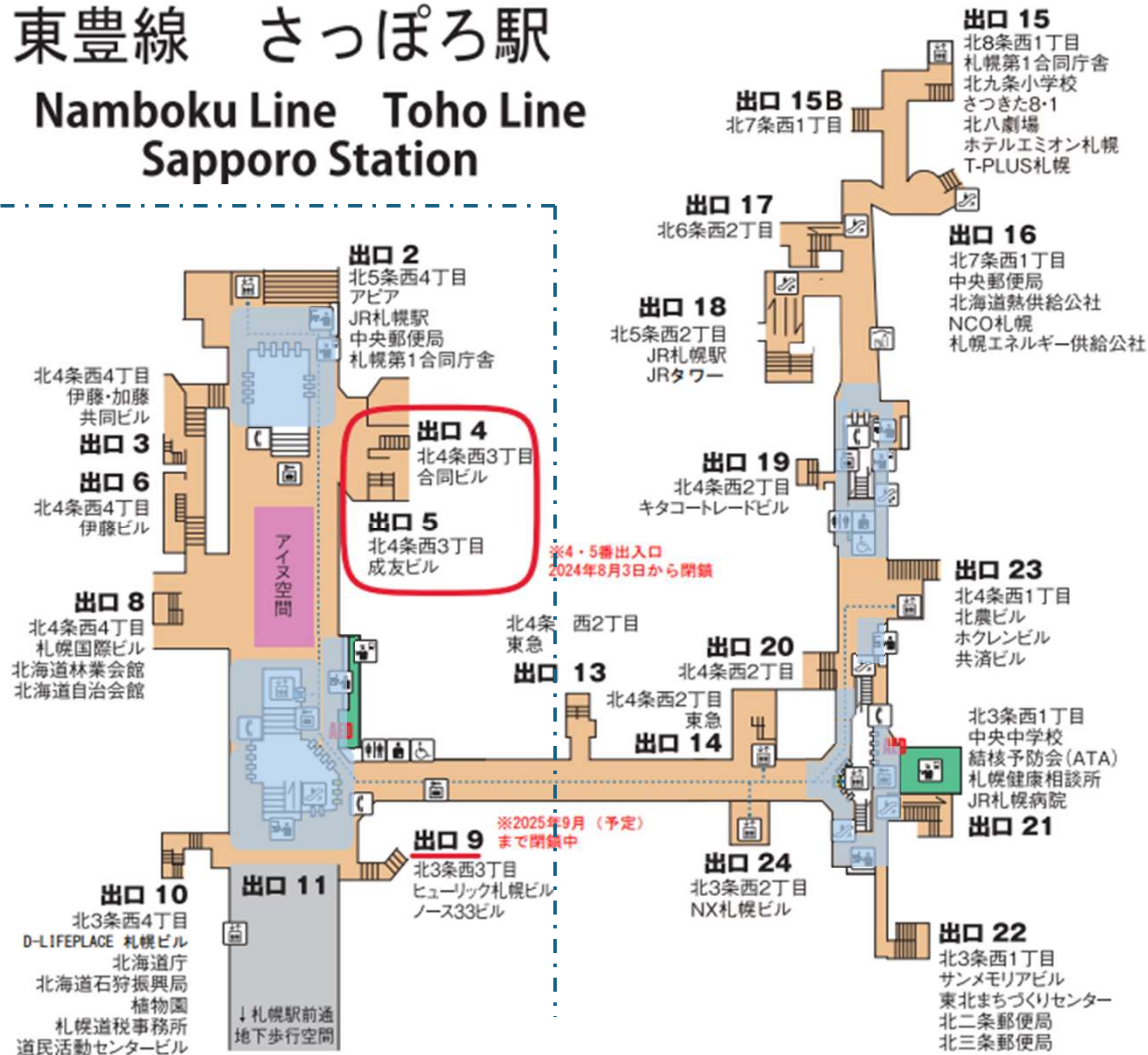 東豊線 さっぽろ駅
Namboku Line Toho Line
Sapporo Station
出口 15
北8条西1丁目
札幌第1合同庁舎
北九条小学校
さつきた8・1
北八劇場
ホテルエミオン札幌
T-PLUS札幌
出口 15B
北7条西1丁目
出口 17
北6条西2丁目
出口 16
北7条西1丁目
中央郵便局
北海道熱供給公社
NCO札幌
札幌エネルギー供給公社
出口 18
北5条西2丁目
JR札幌駅
JRタワー
出口 2
北5条西4丁目
アピア
JR札幌駅
中央郵便局
札幌第1合同庁舎
北4条西4丁目
伊藤・加藤
共同ビル
出口 3
出口 6
北4条西4丁目
伊藤ビル
出口 4
北4条西3丁目
合同ビル
出口 5
北4条西3丁目
成友ビル
※4・5番出入口
2024年8月3日から閉鎖
アイヌ空間
出口 19
北4条西2丁目
キタコートレードビル
出口 8
北4条西4丁目
札幌国際ビル
北海道林業会館
北海道自治会館
出口 23
北4条西1丁目
北農ビル
ホクレンビル
共済ビル
北4条 西2丁目
東急
出口 13
出口 20
北4条西2丁目
北4条西2丁目
東急
出口 14
AED
AED
北3条西1丁目
中央中学校
結核予防会(ATA)
札幌健康相談所
JR札幌病院
出口 21
※2025年9月(予定)
まで閉鎖中
出口 9
北3条西3丁目
ヒューリック札幌ビル
ノース33ビル
出口 24
北3条西2丁目
NX札幌ビル
出口 10
北3条西4丁目
D-LIFEPLACE 札幌ビル
北海道庁
北海道石狩振興局
植物園
札幌道税事務所
道民活動センタービル
出口 11
↓札幌駅前通
地下歩行空間
出口 22
北3条西1丁目
サンメモリアビル
東北まちづくりセンター
北二条郵便局
北三条郵便局